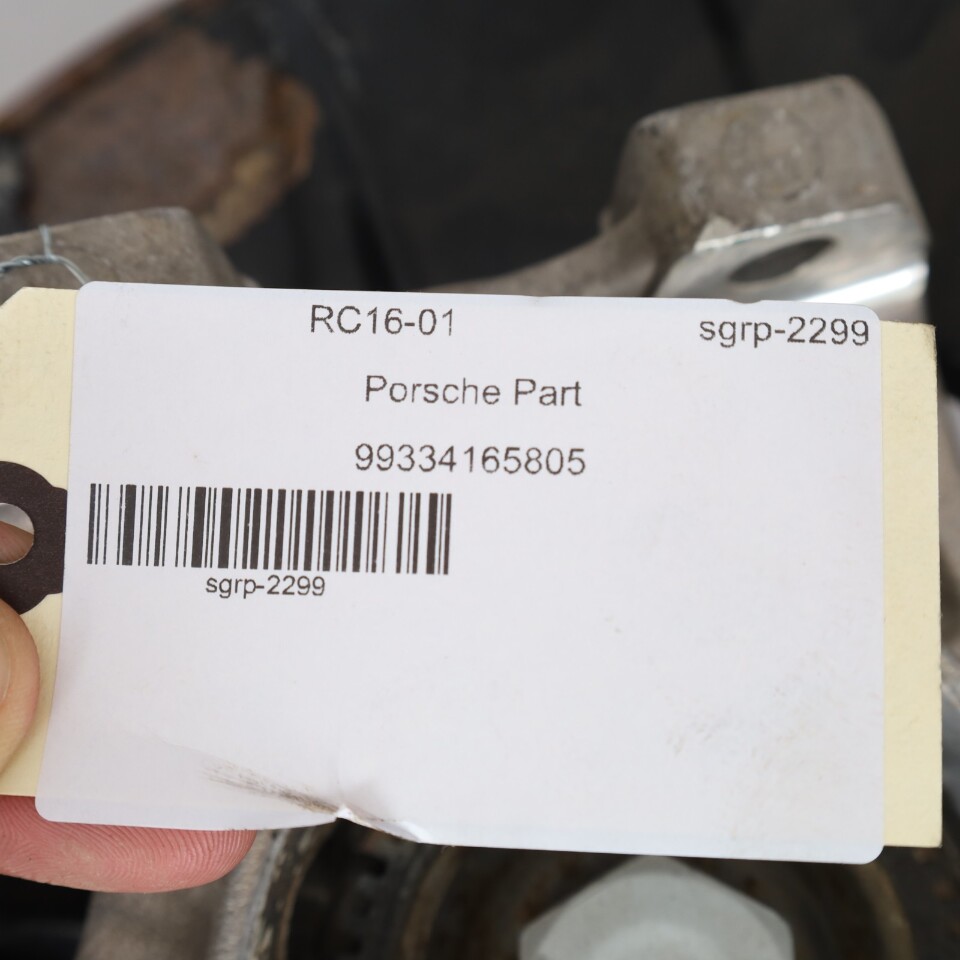 RC16-01 sgrp-2299
Porsche Part
99334165805
sgrp-2299